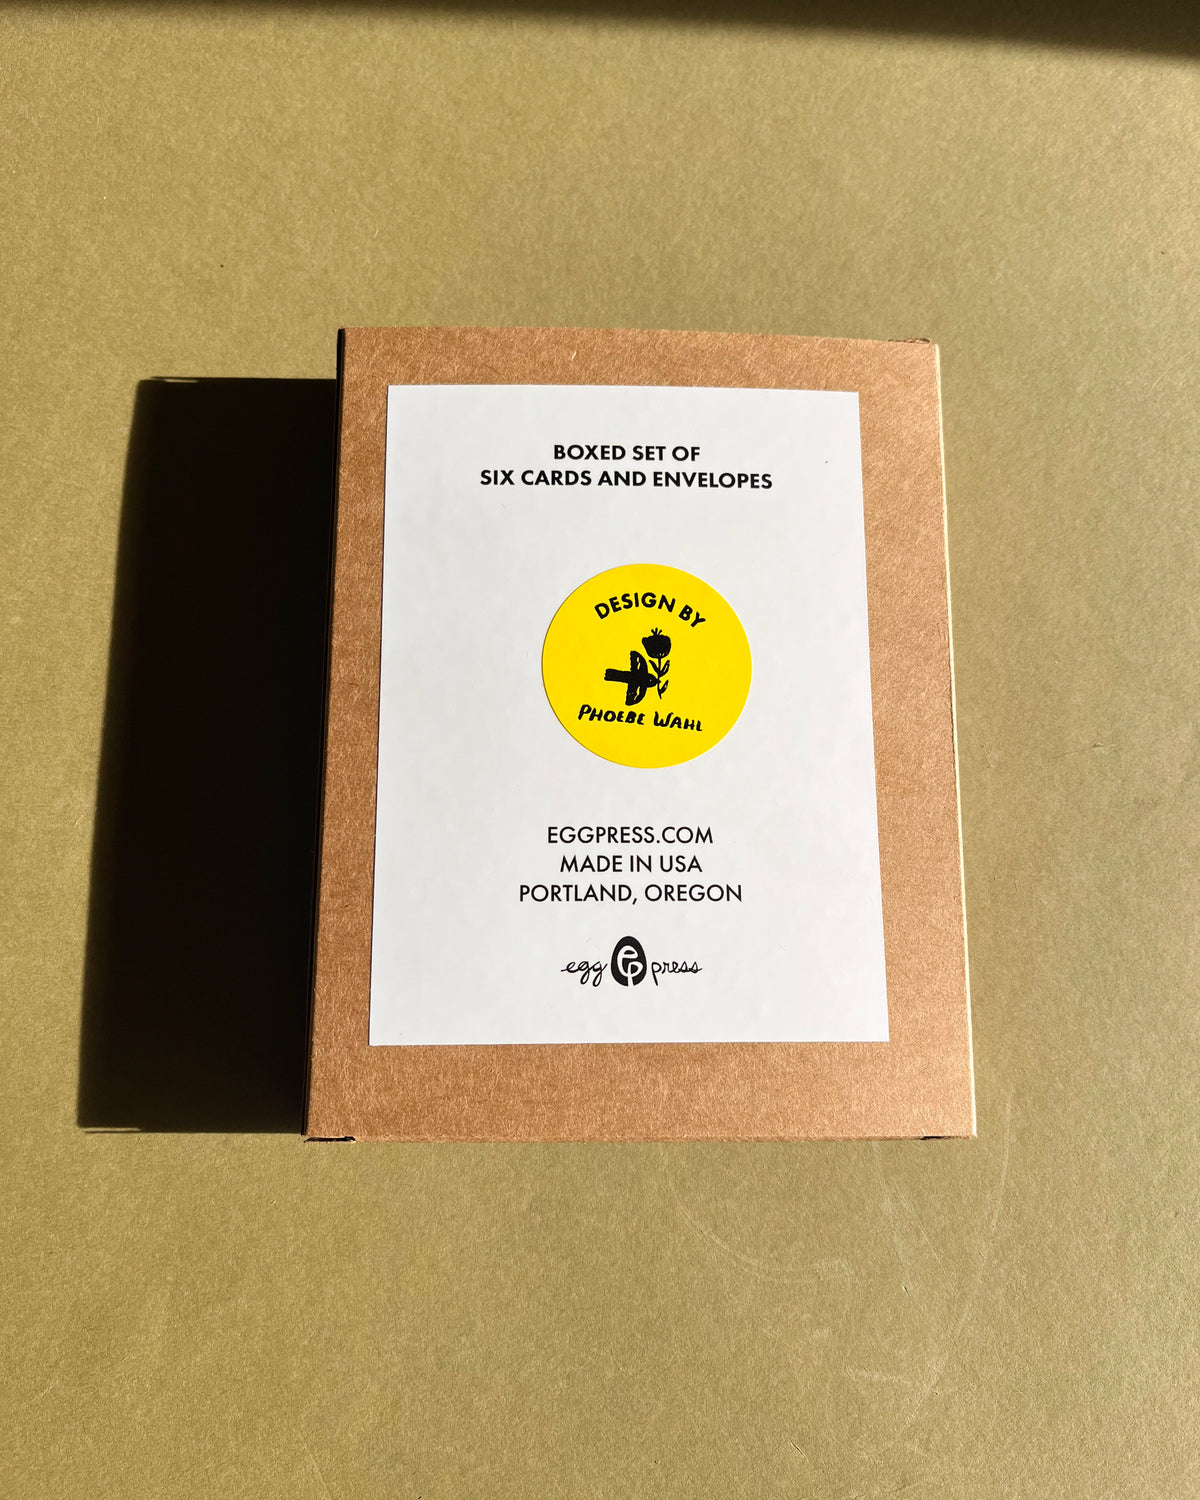 BOXED SET OF
SIX CARDS AND ENVELOPES
DESIGN BY
PHOEBE WAHL
EGGPRESS.COM
MADE IN USA
PORTLAND, OREGON
egg ep press